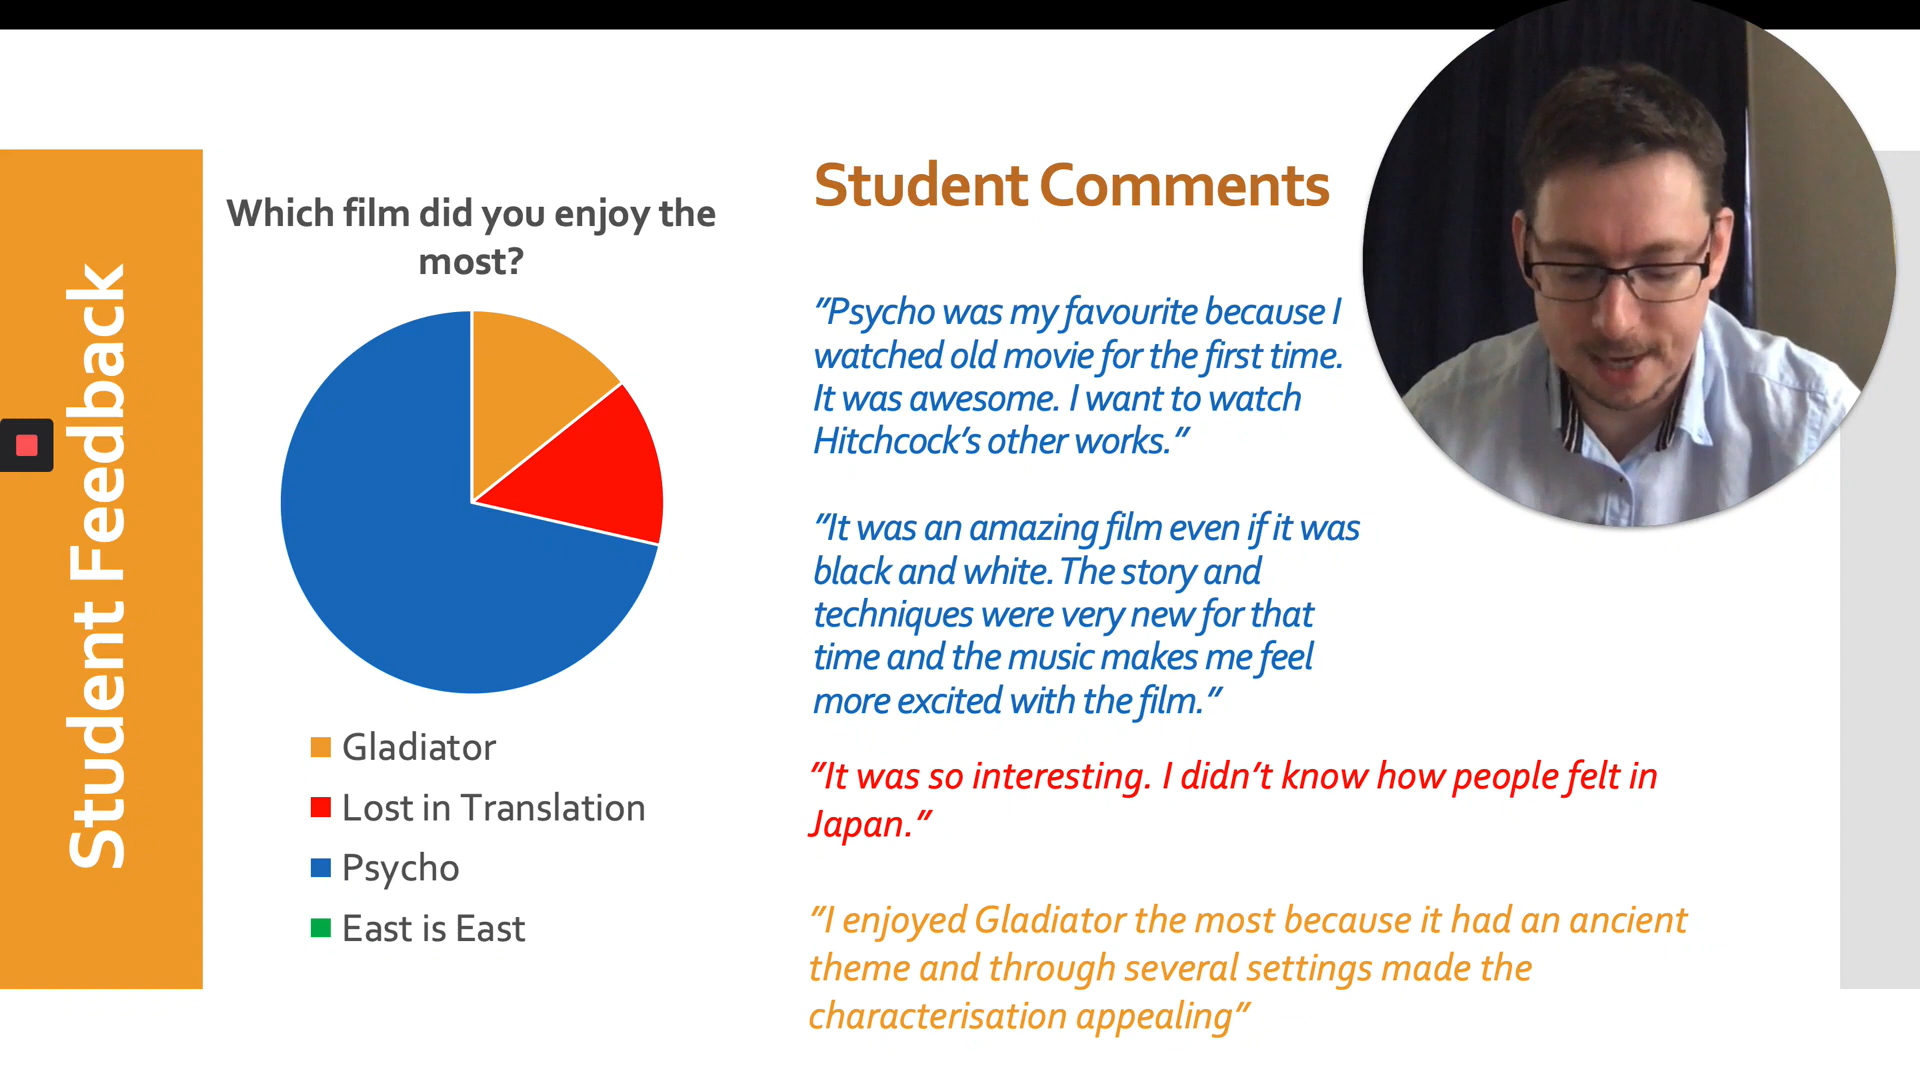 Student Feedback
Which film did you enjoy the
most?
Gladiator
Lost in Translation
Psycho
East is East
Student Comments
“Psycho was my favourite because I
watched old movie for the first time.
It was awesome. I want to watch
Hitchcock’s other works.”
“It was an amazing film even if it was
black and white. The story and
techniques were very new for that
time and the music makes me feel
more excited with the film.”
“It was so interesting. I didn’t know how people felt in
Japan.”
“I enjoyed Gladiator the most because it had an ancient
theme and through several settings made the
characterisation appealing”